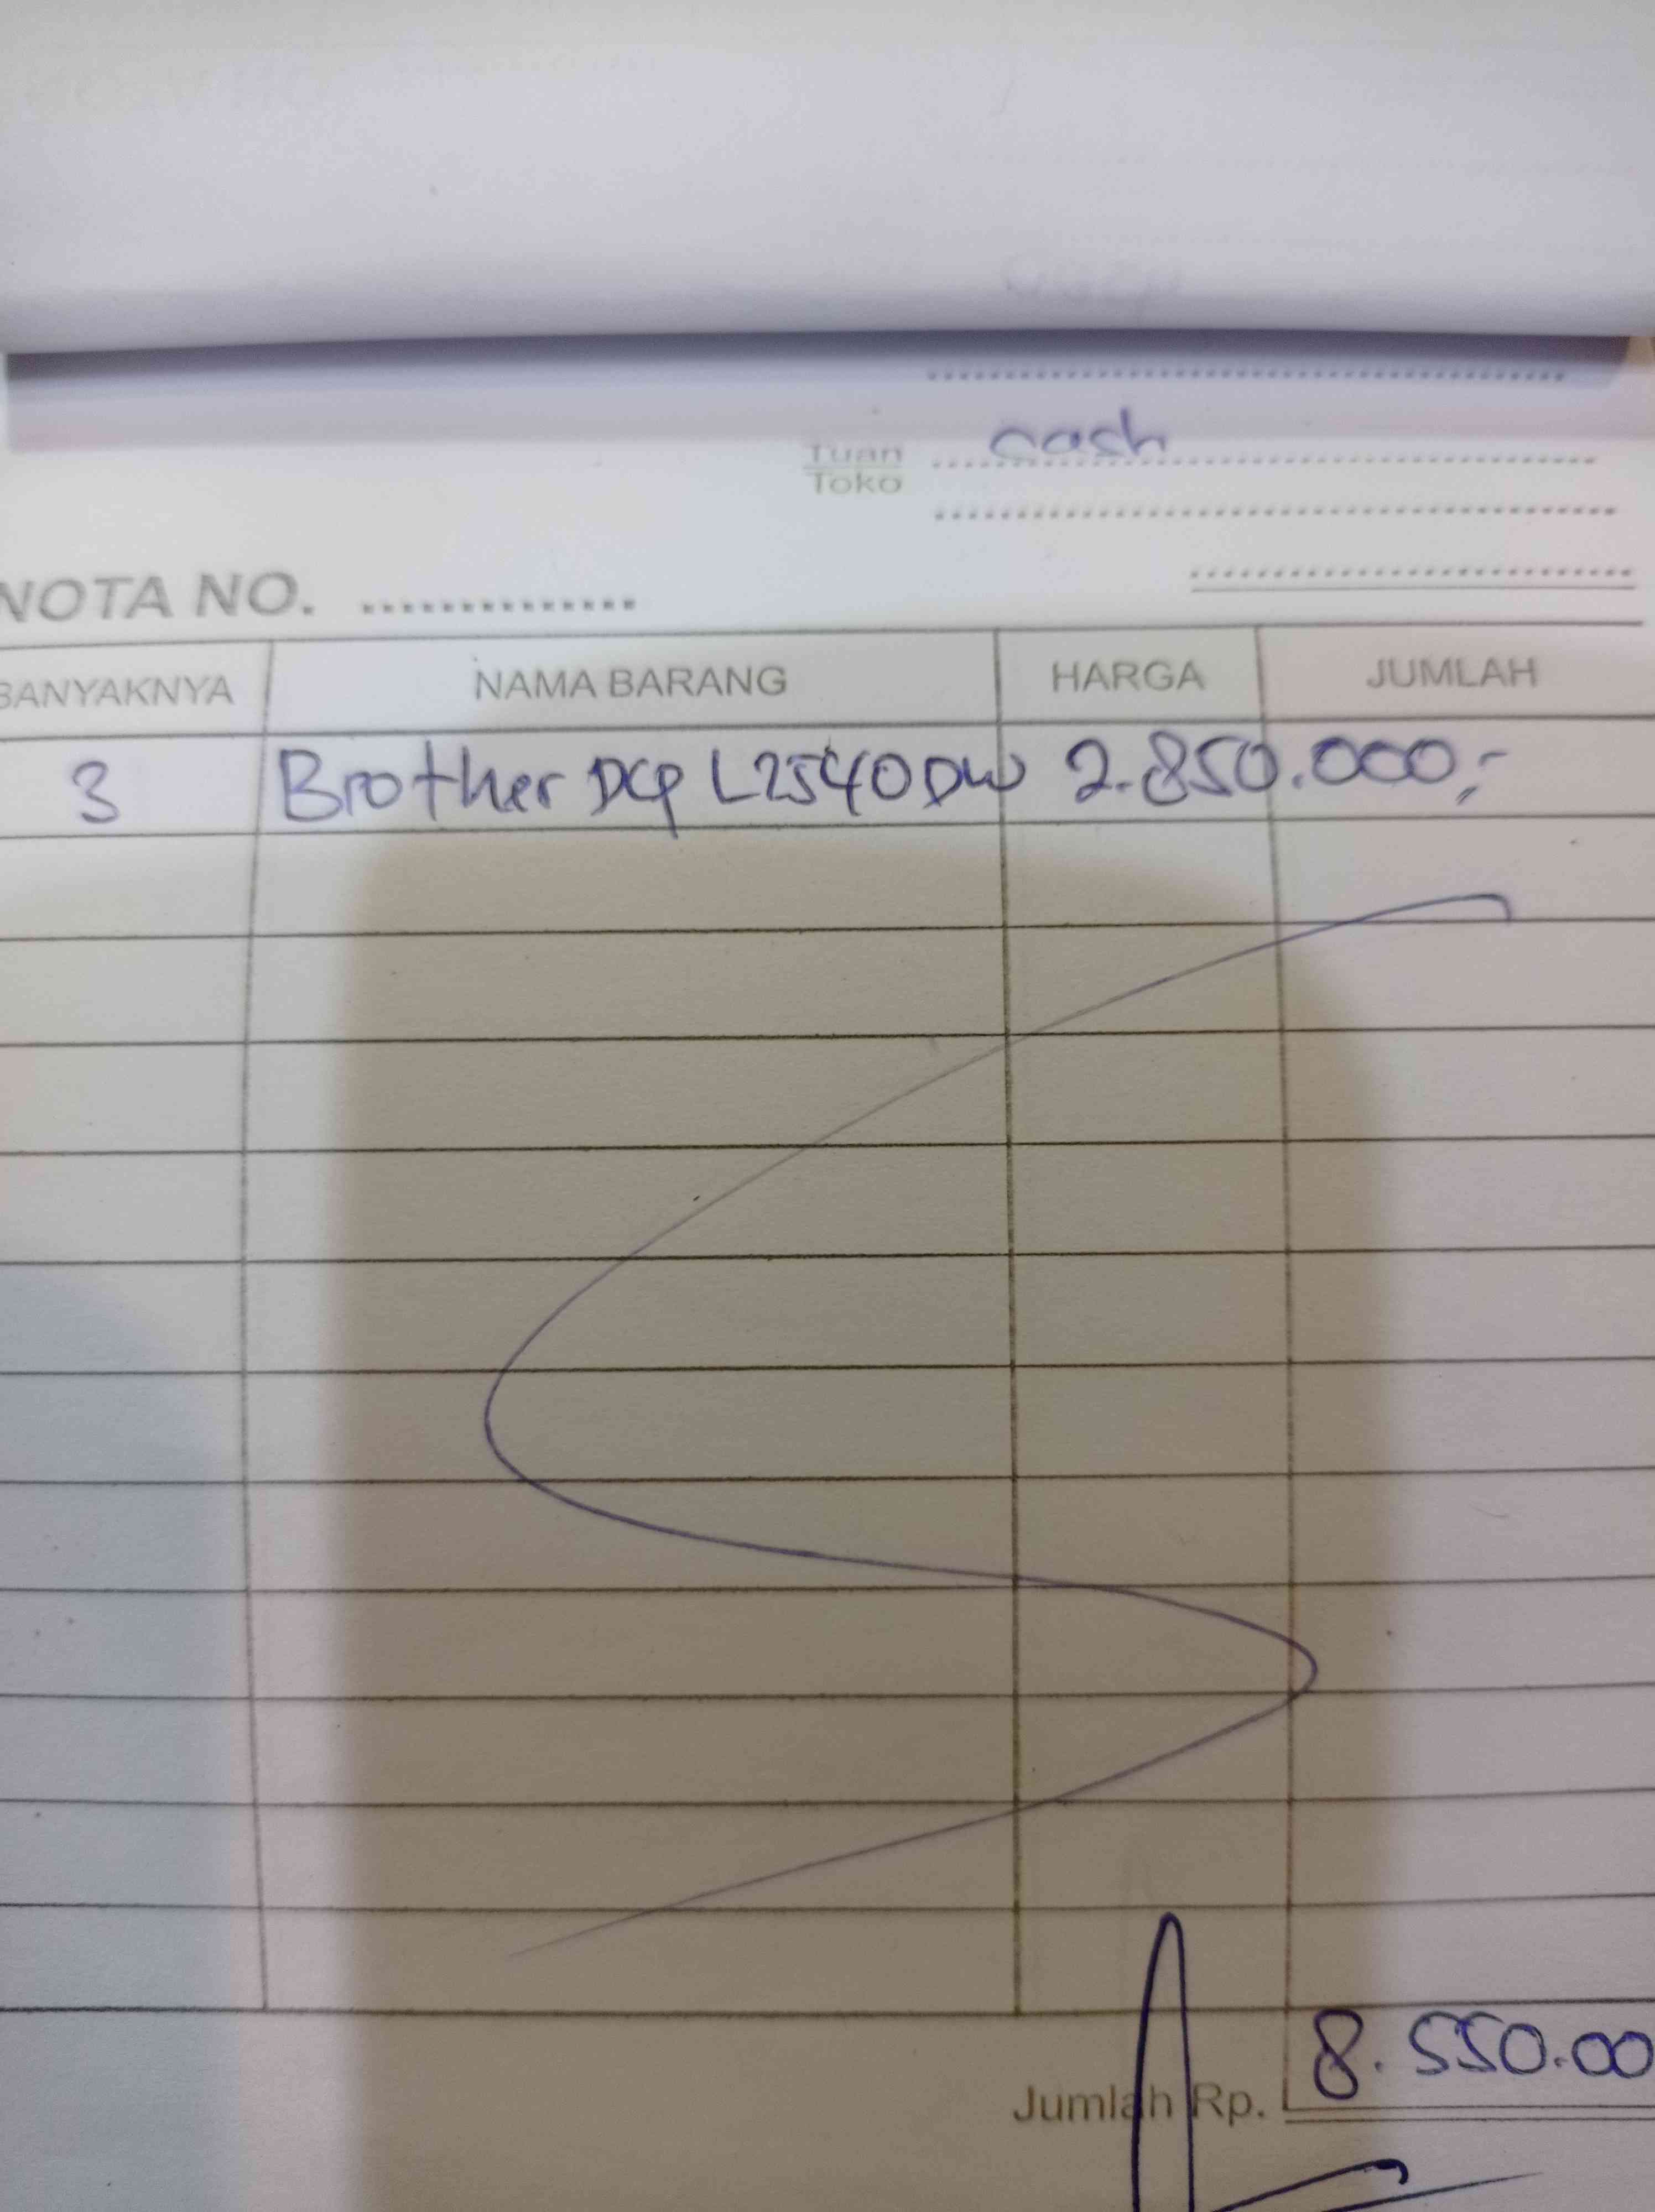 Tuan cash
Toko
NOTA NO.
BANYAKNYA NAMA BARANG HARGA JUMLAH
3 Brother DCP L2540DW 2.850.000,-
Jumlah Rp. 8.550.00